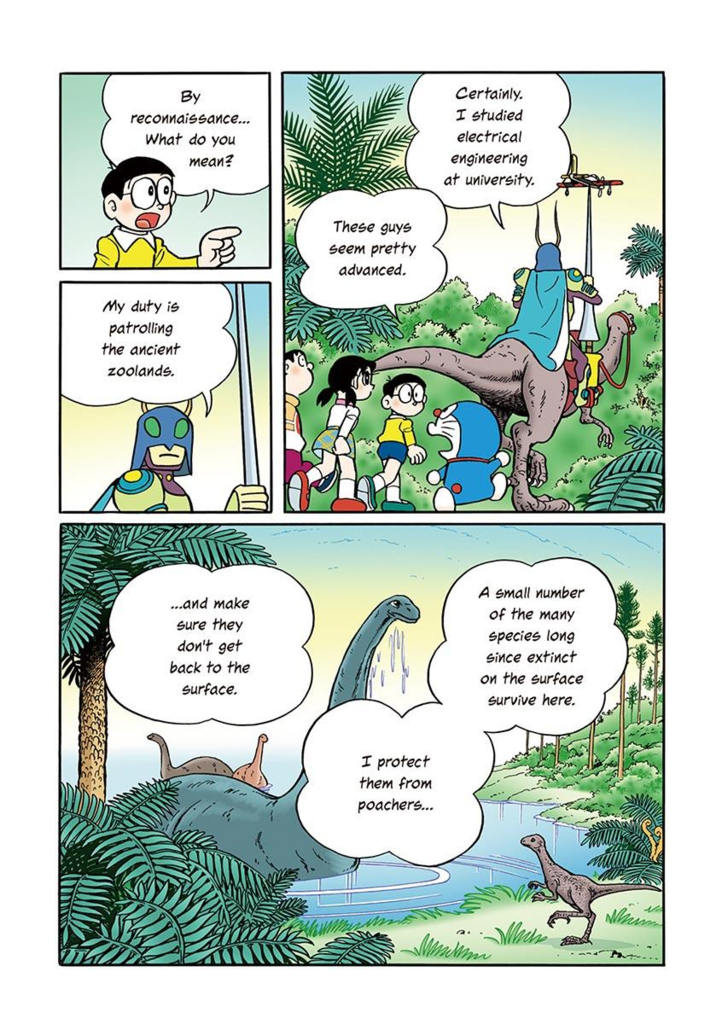 Certainly.
I studied
electrical
engineering
at university.
These guys
seem pretty
advanced.
By
reconnaissance...
What do you
mean?
My duty is
patrolling
the ancient
zoolands.
A small number
of the many
species long
since extinct
on the surface
survive here.
I protect
them from
poachers...
...and make
sure they
don't get
back to the
surface.